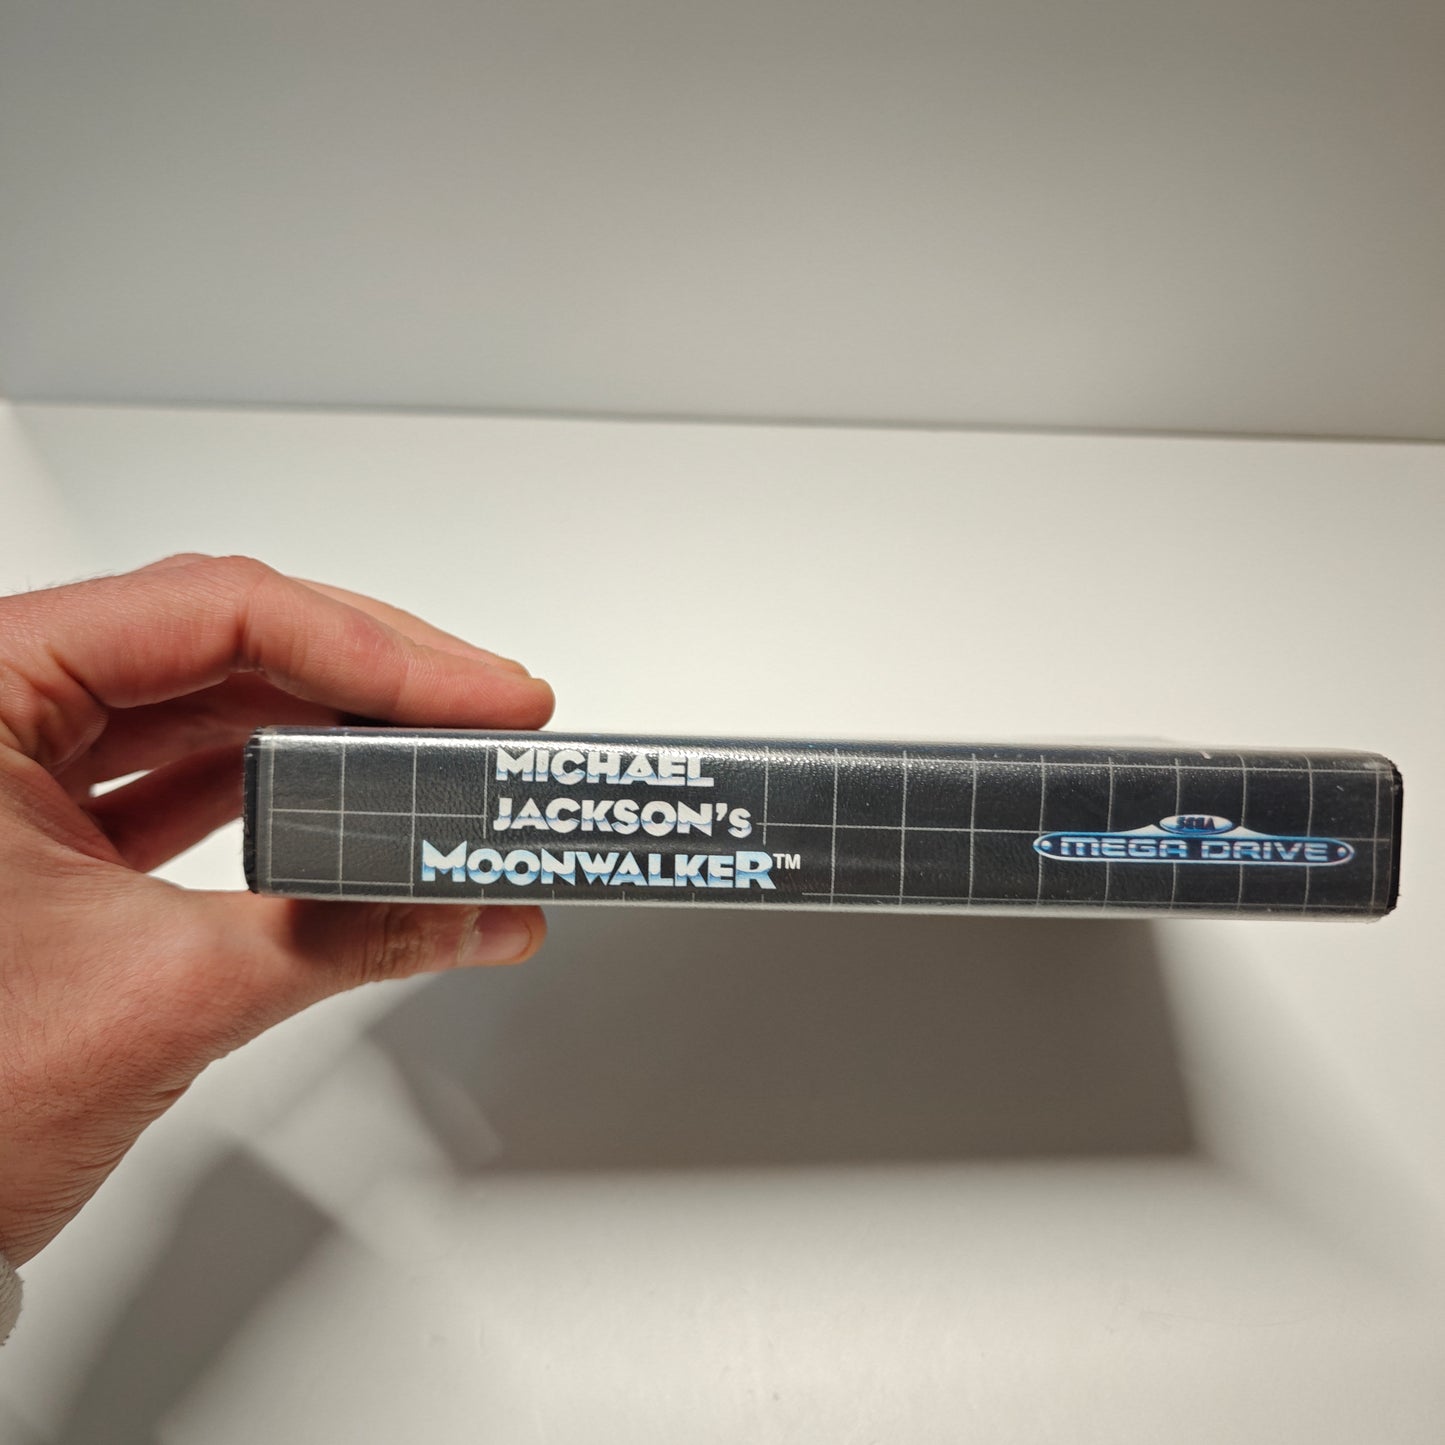 MICHAEL
JACKSON'S
MOONWALKER™
SEGA
MEGA DRIVE